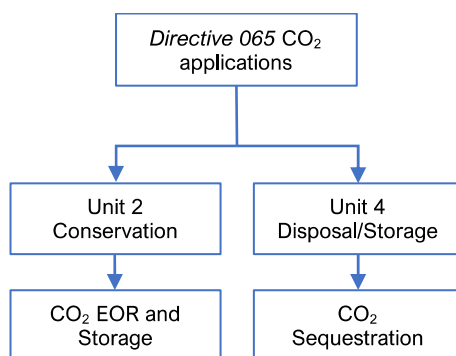 Directive 065 CO₂
applications
Unit 2
Conservation
Unit 4
Disposal/Storage
CO₂ EOR and
Storage
CO₂
Sequestration